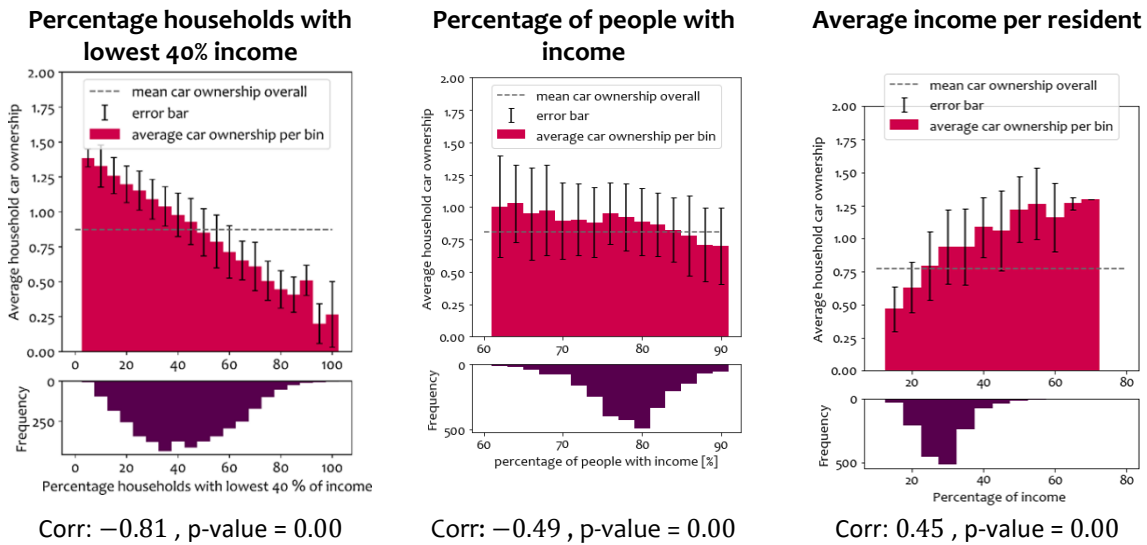 Percentage households with
lowest 40% income
2.00
1.75
1.50
1.25
1.00
0.75
0.50
0.25
0.00
Average household car ownership
mean car ownership overall
error bar
average car ownership per bin
0 20 40 60 80 100
0
250
Frequency
0 20 40 60 80 100
Percentage households with lowest 40 % of income
Corr: −0.81 , p-value = 0.00
Percentage of people with
income
2.00
1.75
1.50
1.25
1.00
0.75
0.50
0.25
0.00
Average household car ownership
mean car ownership overall
error bar
average car ownership per bin
60 70 80 90
0
500
Frequency
60 70 80 90
percentage of people with income [%]
Corr: −0.49 , p-value = 0.00
Average income per resident
2.00
1.75
1.50
1.25
1.00
0.75
0.50
0.25
0.00
Average household car ownership
mean car ownership overall
error bar
average car ownership per bin
20 40 60 80
0
500
Frequency
20 40 60 80
Percentage of income
Corr: 0.45 , p-value = 0.00